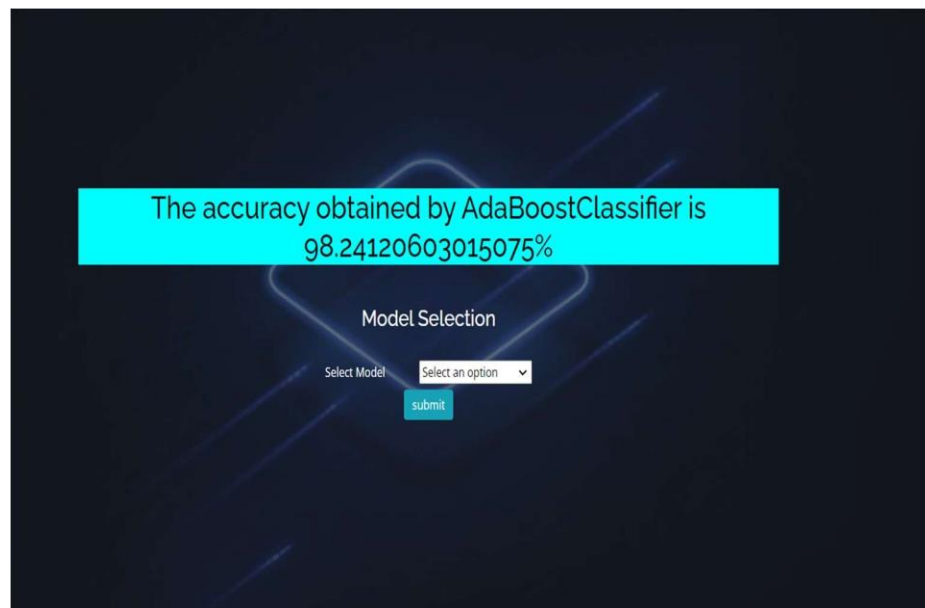 The accuracy obtained by AdaBoostClassifier is
98.24120603015075%
Model Selection
Select Model Select an option
submit